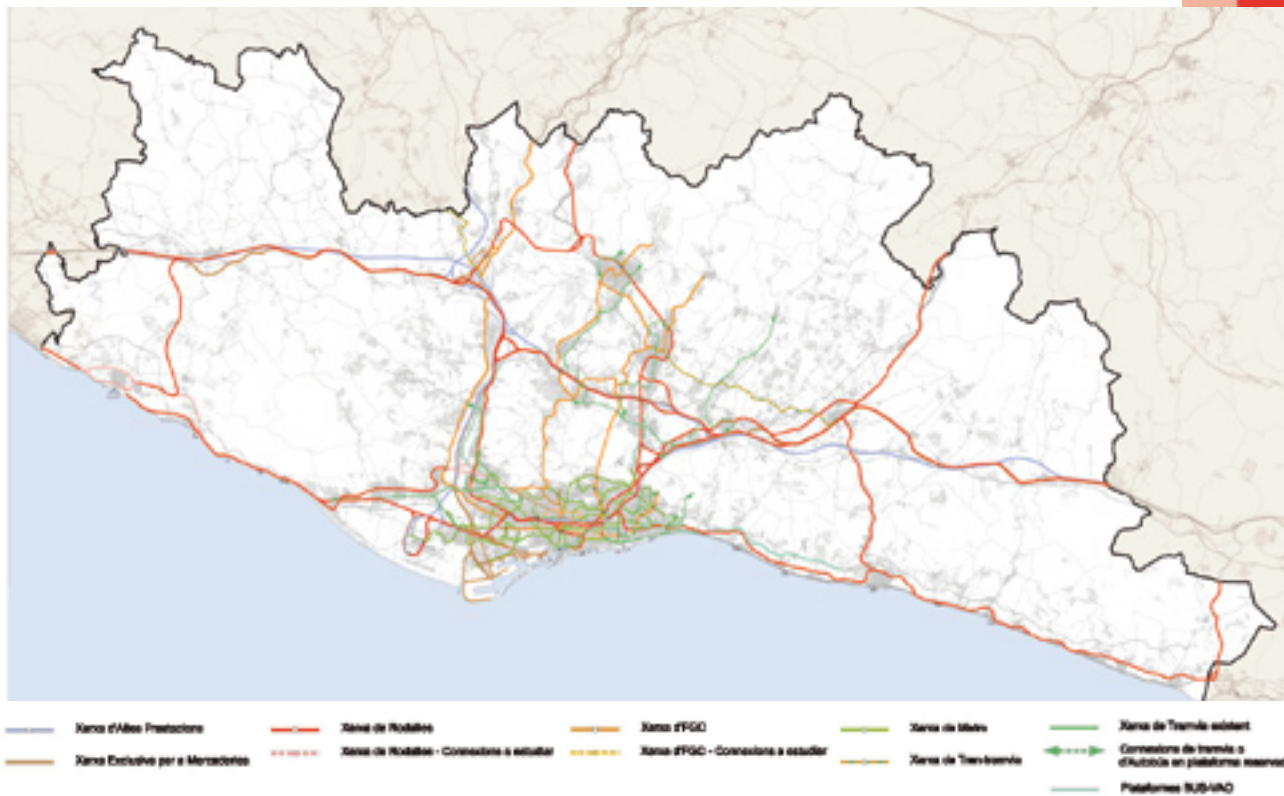 Xarxa d'Altes Prestacions
Xarxa de Rodalies
Xarxa d'FGC
Xarxa de Metro
Xarxa de Tramvia existent
Xarxa Exclusiva per a Mercaderies
Xarxa de Rodalies - Connexions a estudiar
Xarxa d'FGC - Connexions a estudiar
Xarxa de Tren-tramvia
Connexions de tramvia o
d'Autobús en plataforma reservada
Plataformes BUS-VAO